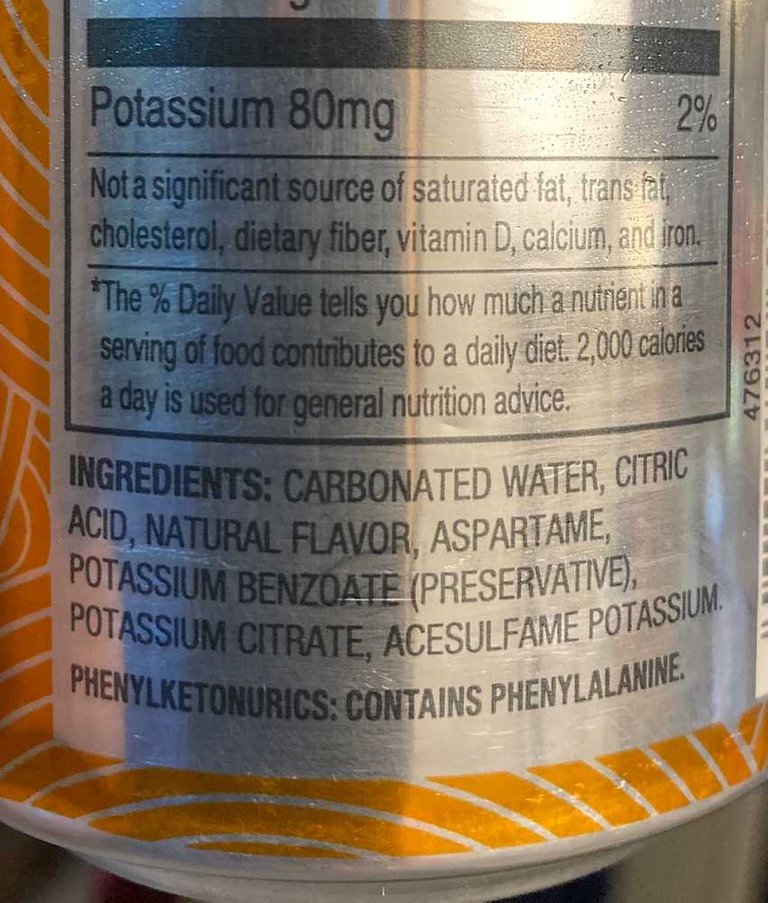 Potassium 80mg 2%
Not a significant source of saturated fat, trans fat,
cholesterol, dietary fiber, vitamin D, calcium, and iron.
*The % Daily Value tells you how much a nutrient in a
serving of food contributes to a daily diet. 2,000 calories
a day is used for general nutrition advice.
INGREDIENTS: CARBONATED WATER, CITRIC
ACID, NATURAL FLAVOR, ASPARTAME,
POTASSIUM BENZOATE (PRESERVATIVE),
POTASSIUM CITRATE, ACESULFAME POTASSIUM.
PHENYLKETONURICS: CONTAINS PHENYLALANINE.
476312